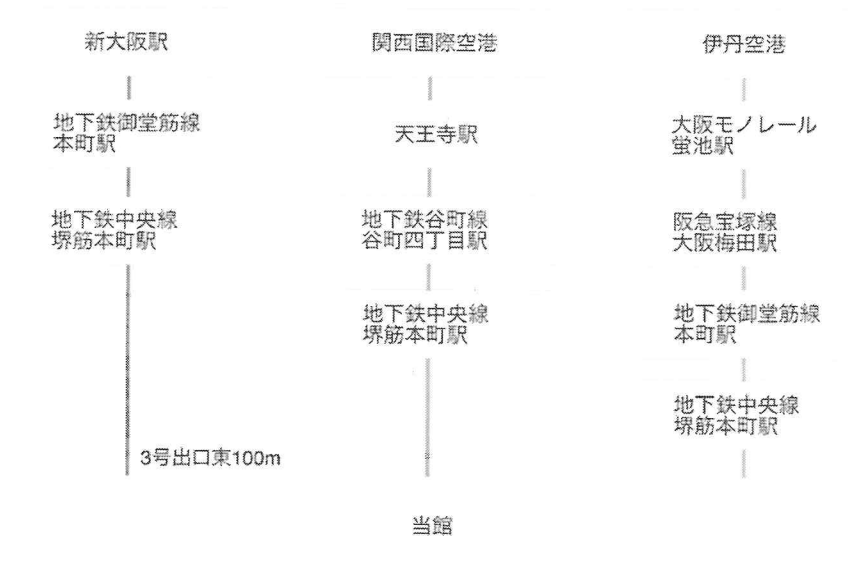 新大阪駅
地下鉄御堂筋線
本町駅
地下鉄中央線
堺筋本町駅
3号出口東100m
関西国際空港
天王寺駅
地下鉄谷町線
谷町四丁目駅
地下鉄中央線
堺筋本町駅
伊丹空港
大阪モノレール
蛍池駅
阪急宝塚線
大阪梅田駅
地下鉄御堂筋線
本町駅
地下鉄中央線
堺筋本町駅
当館